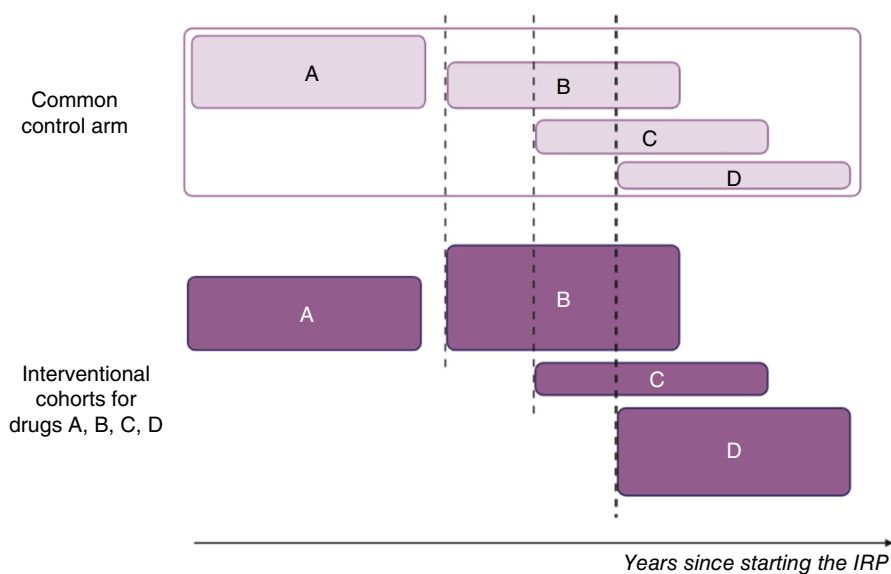 Common
control arm
A
B
C
D
Interventional
cohorts for
drugs A, B, C, D
A
B
C
D
Years since starting the IRP